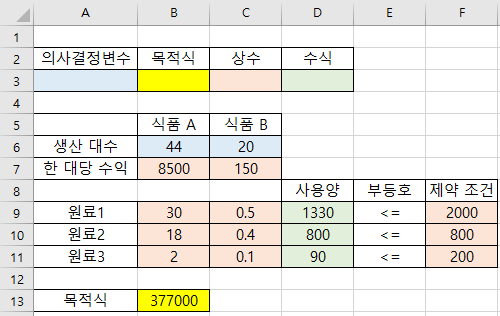 A B C D E F
1
2 의사결정변수 목적식 상수 수식
3
4
5 식품 A 식품 B
6 생산 대수 44 20
7 한 대당 수익 8500 150
8 사용양 부등호 제약 조건
9 원료1 30 0.5 1330 <= 2000
10 원료2 18 0.4 800 <= 800
11 원료3 2 0.1 90 <= 200
12
13 목적식 377000